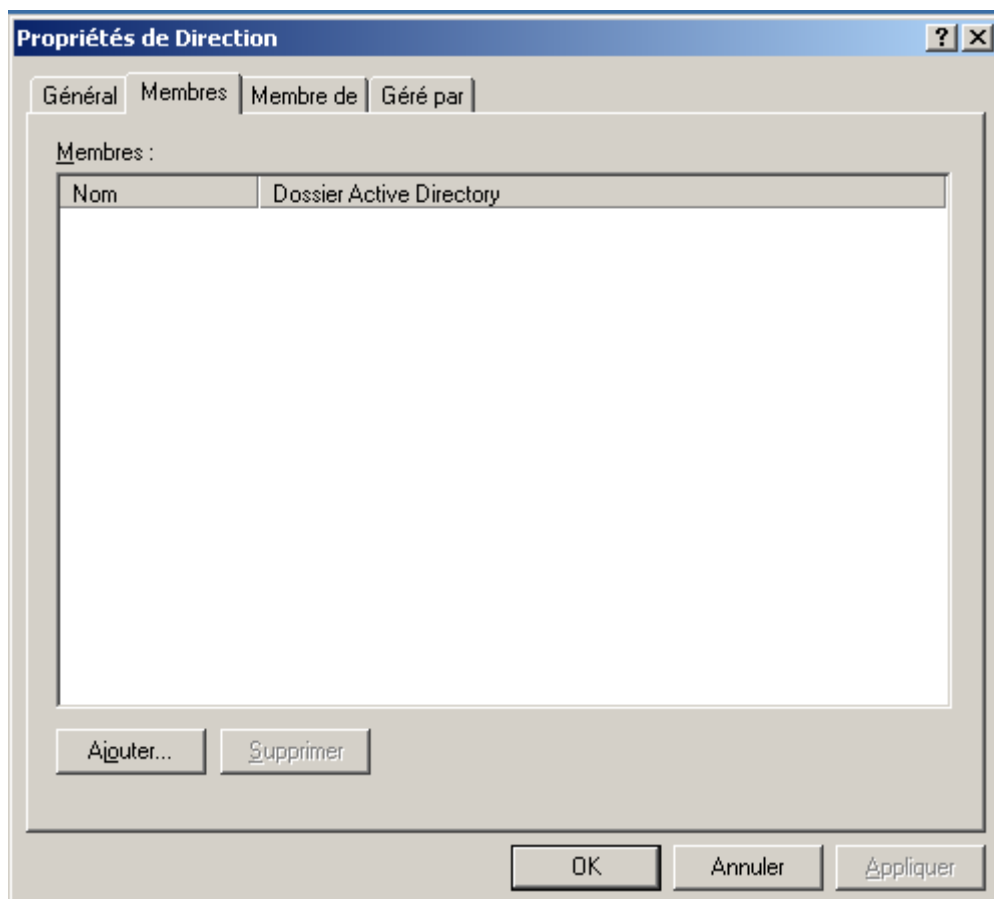 Propriétés de Direction
Général Membres Membre de Géré par
Membres :
Nom Dossier Active Directory
Ajouter... Supprimer
OK Annuler Appliquer